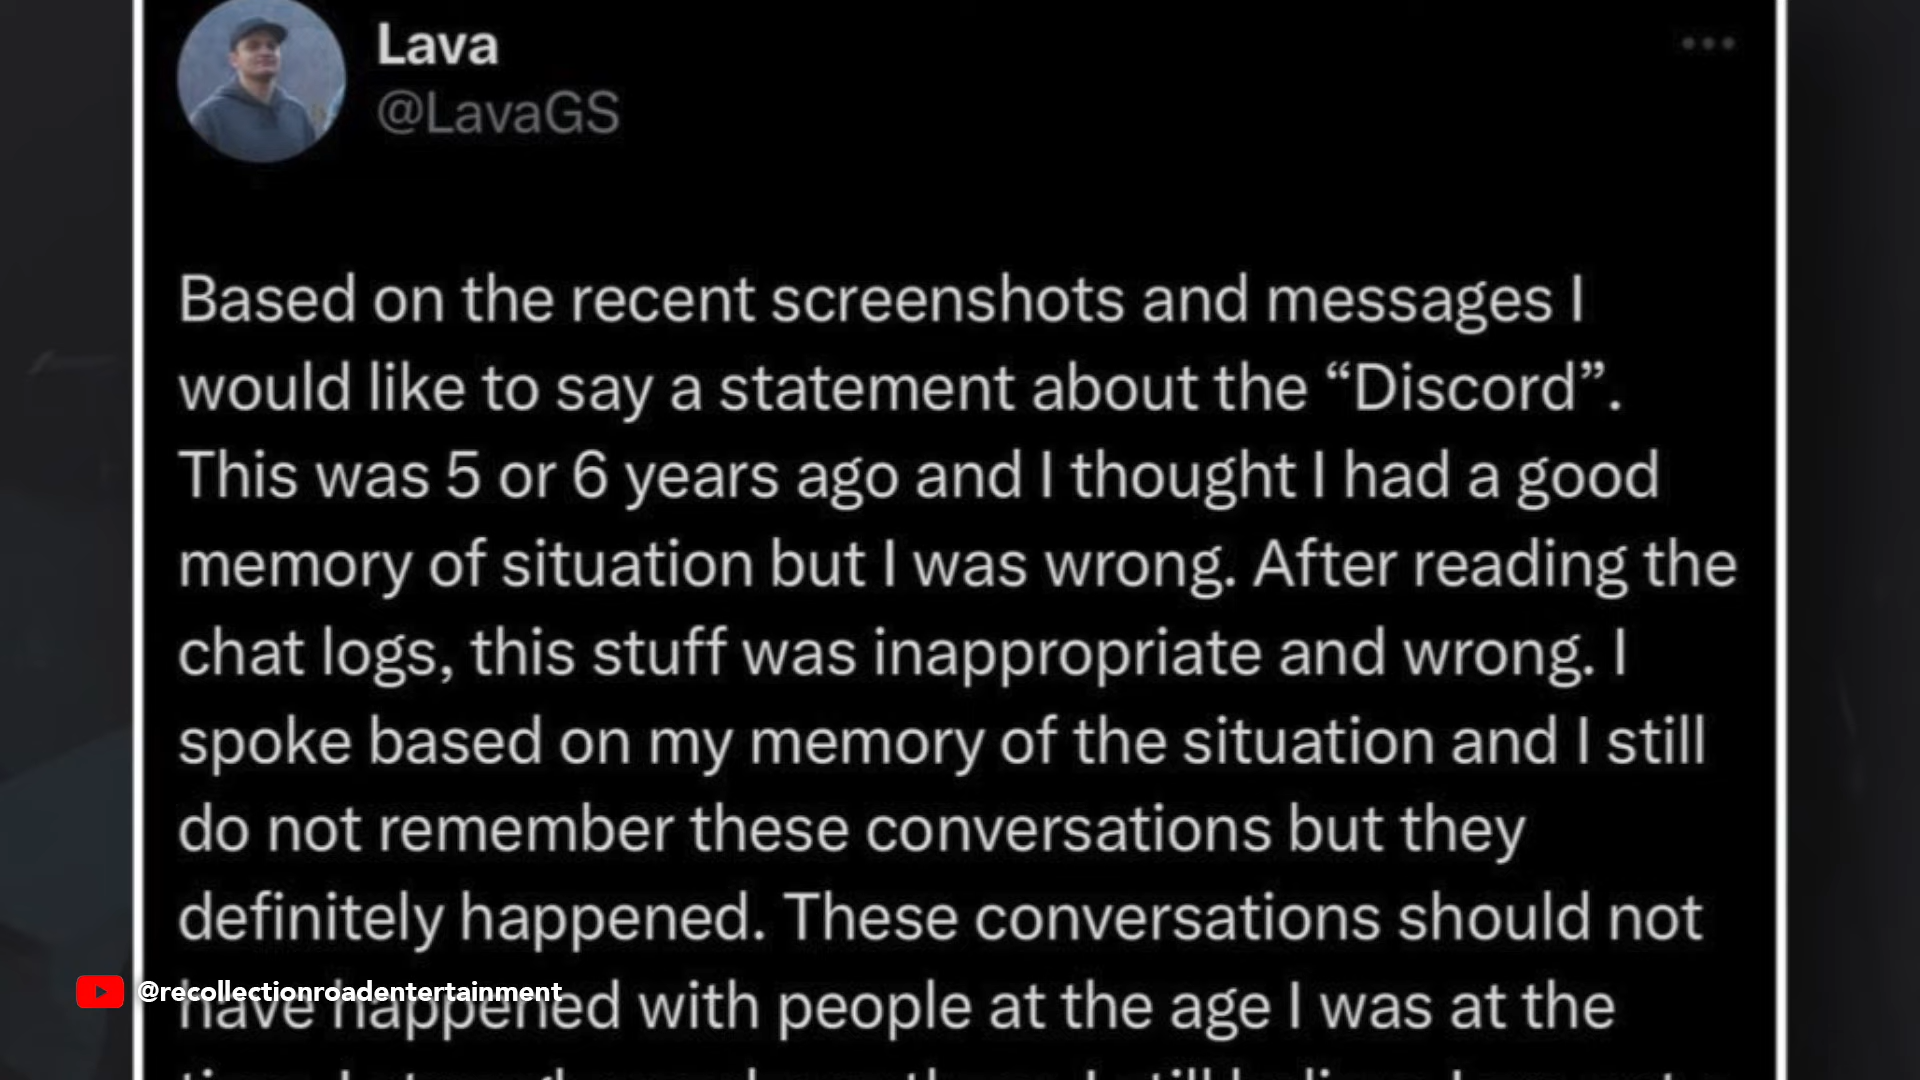 Lava
@LavaGS
Based on the recent screenshots and messages I
would like to say a statement about the “Discord”.
This was 5 or 6 years ago and I thought I had a good
memory of situation but I was wrong. After reading the
chat logs, this stuff was inappropriate and wrong. I
spoke based on my memory of the situation and I still
do not remember these conversations but they
definitely happened. These conversations should not
have happened with people at the age I was at the
@recollectionroadentertainment